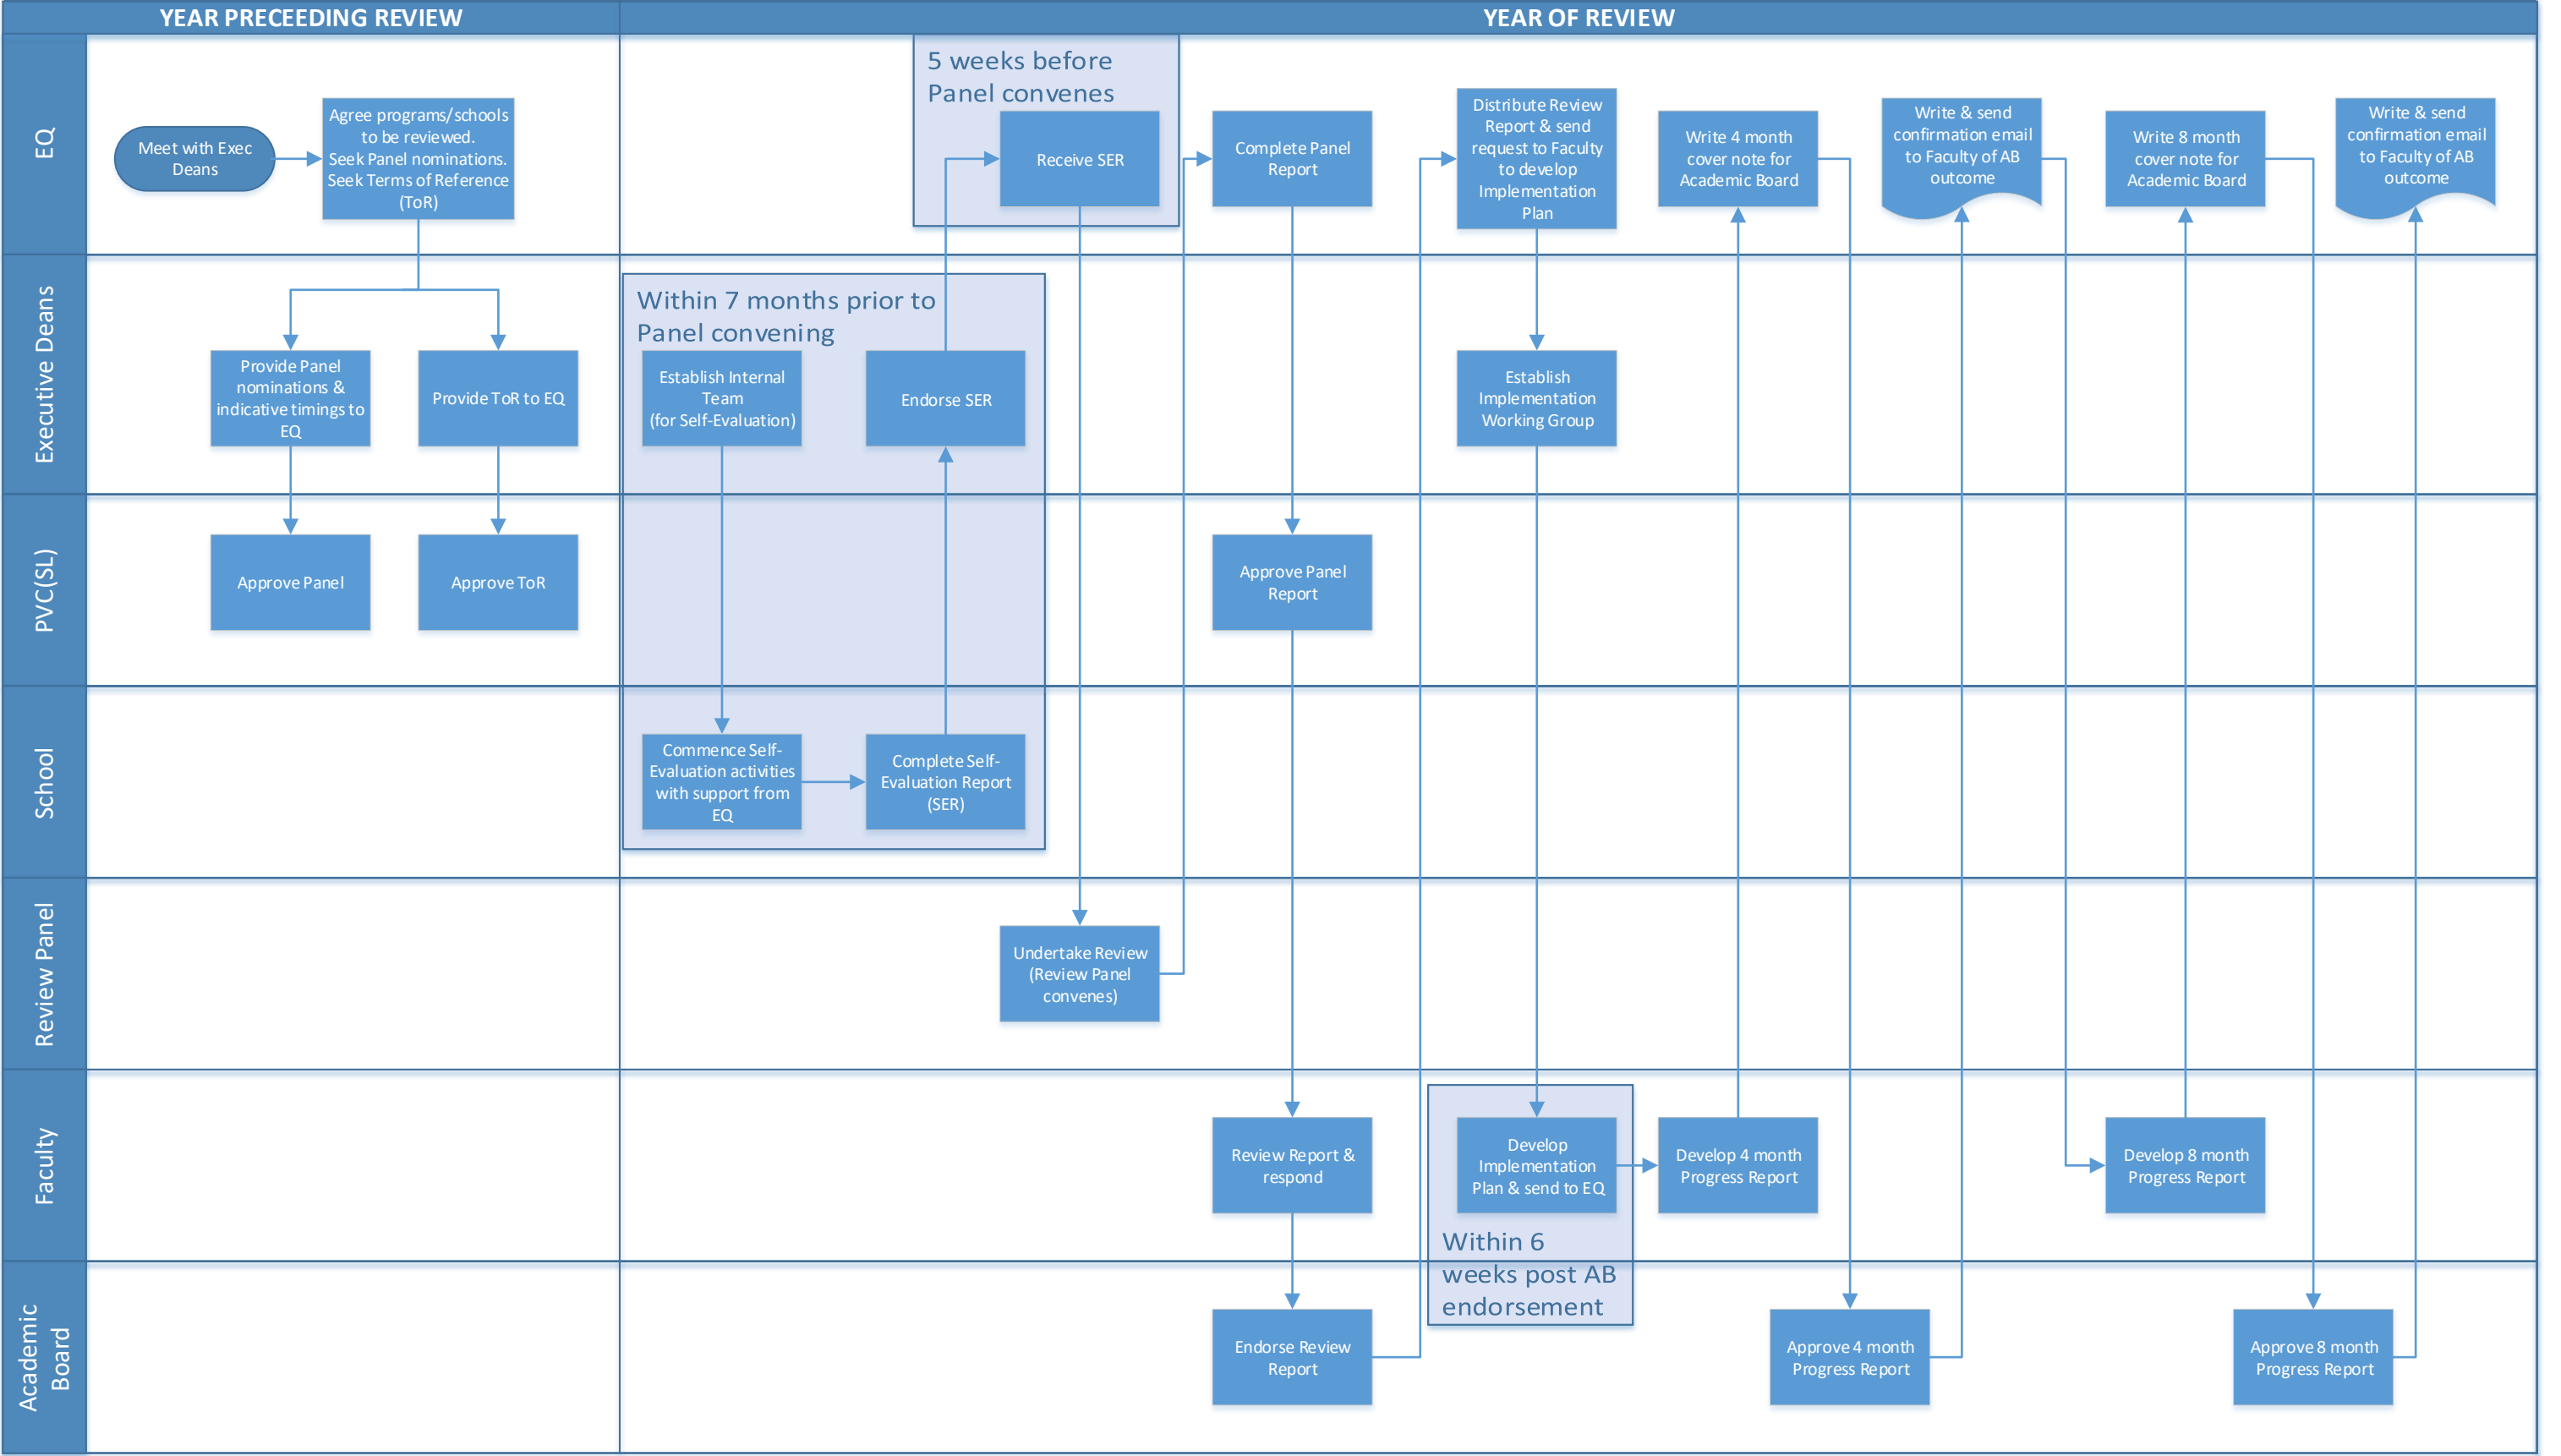 YEAR PRECEEDING REVIEW
YEAR OF REVIEW
EQ
Meet with Exec
Deans
Agree programs/schools
to be reviewed.
Seek Panel nominations.
Seek Terms of Reference
(ToR)
5 weeks before
Panel convenes
Receive SER
Complete Panel
Report
Distribute Review
Report & send
request to Faculty
to develop
Implementation
Plan
Write 4 month
cover note for
Academic Board
Write & send
confirmation email
to Faculty of AB
outcome
Write 8 month
cover note for
Academic Board
Write & send
confirmation email
to Faculty of AB
outcome
Executive Deans
Provide Panel
nominations &
indicative timings to
EQ
Provide ToR to EQ
Within 7 months prior to
Panel convening
Establish Internal
Team
(for Self-Evaluation)
Endorse SER
Establish
Implementation
Working Group
PVC(SL)
Approve Panel
Approve ToR
Approve Panel
Report
School
Commence Self-
Evaluation activities
with support from
EQ
Complete Self-
Evaluation Report
(SER)
Review Panel
Undertake Review
(Review Panel
convenes)
Faculty
Review Report &
respond
Develop
Implementation
Plan & send to EQ
Within 6
weeks post AB
endorsement
Develop 4 month
Progress Report
Develop 8 month
Progress Report
Academic
Board
Endorse Review
Report
Approve 4 month
Progress Report
Approve 8 month
Progress Report